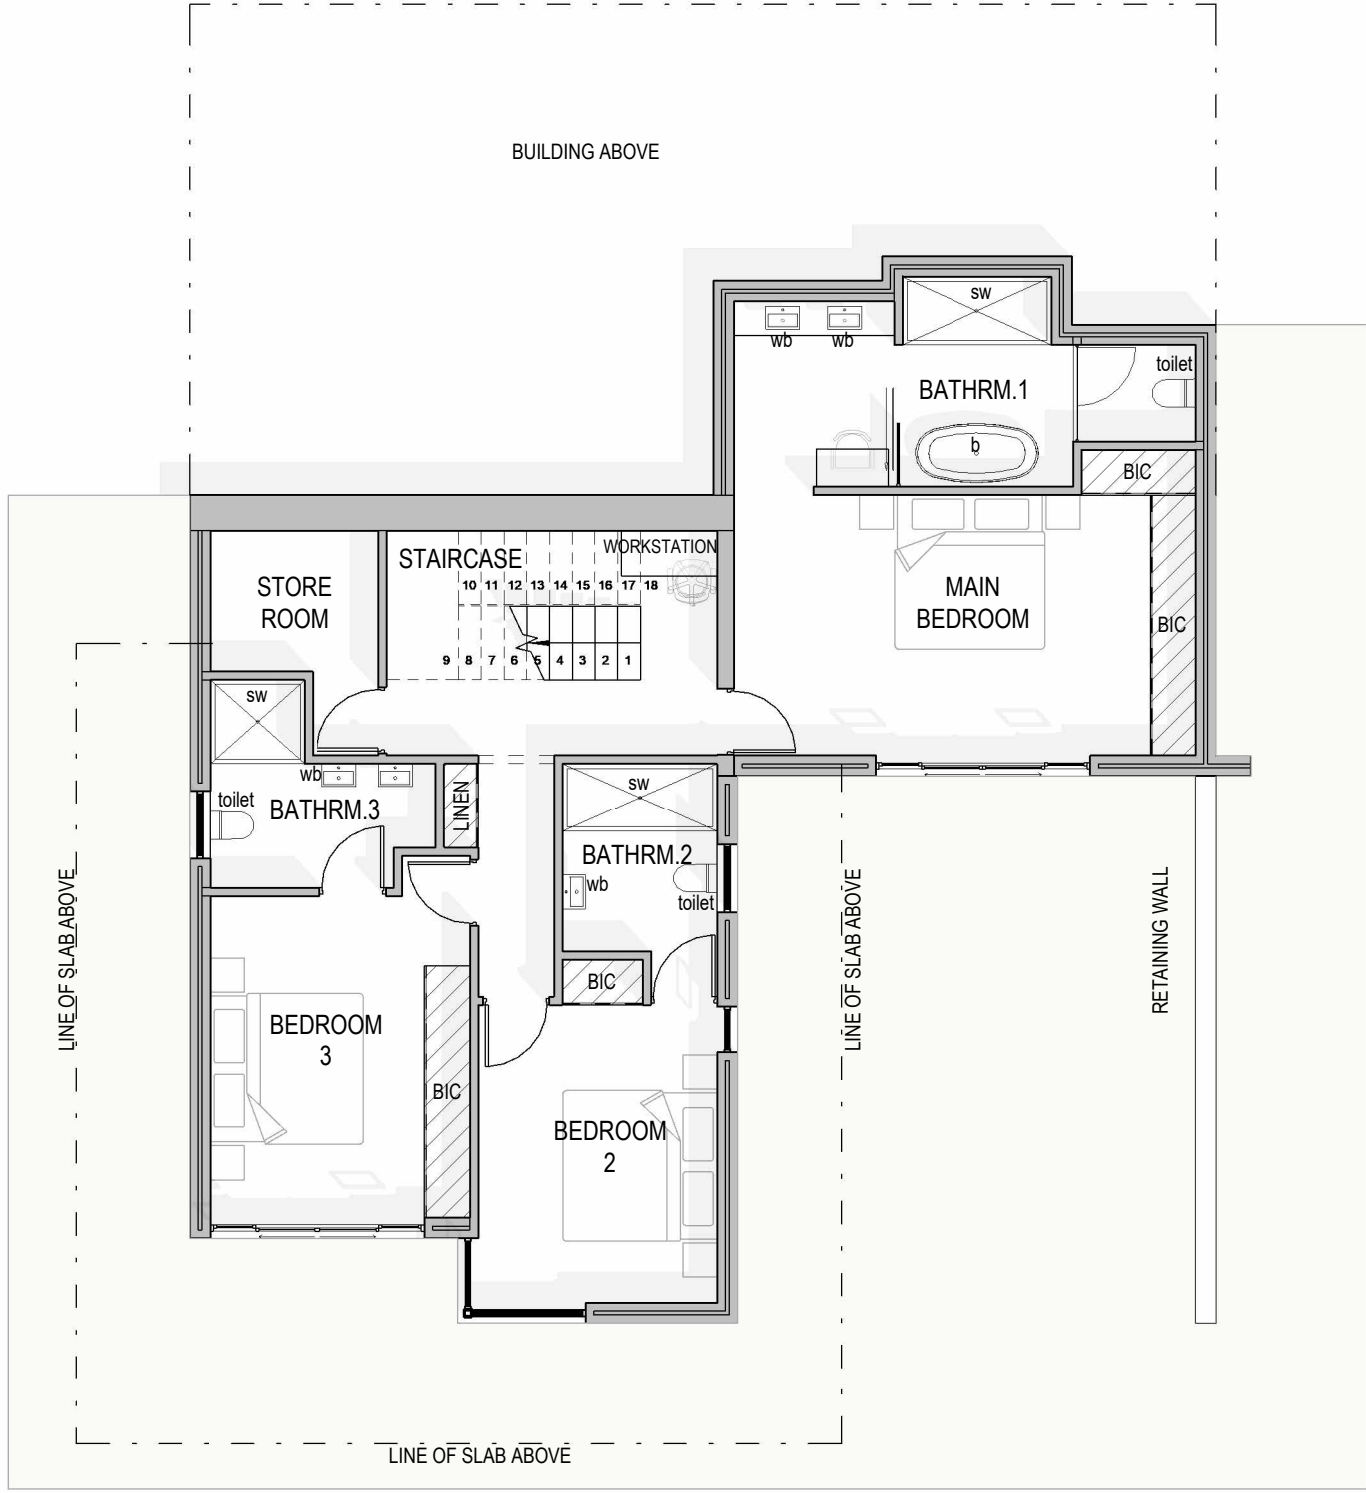 BUILDING ABOVE
sw
wb
wb
toilet
BATHRM.1
b
BIC
STAIRCASE
WORKSTATION
STORE
ROOM
10 11 12 13 14 15 16 17 18
MAIN
BEDROOM
BIC
9 8 7 6 5 4 3 2 1
sw
wb
toilet
BATHRM.3
LINEN
sw
BATHRM.2
wb
toilet
LINE OF SLAB ABOVE
LINE OF SLAB ABOVE
RETAINING WALL
BIC
BEDROOM
3
BIC
BEDROOM
2
LINE OF SLAB ABOVE